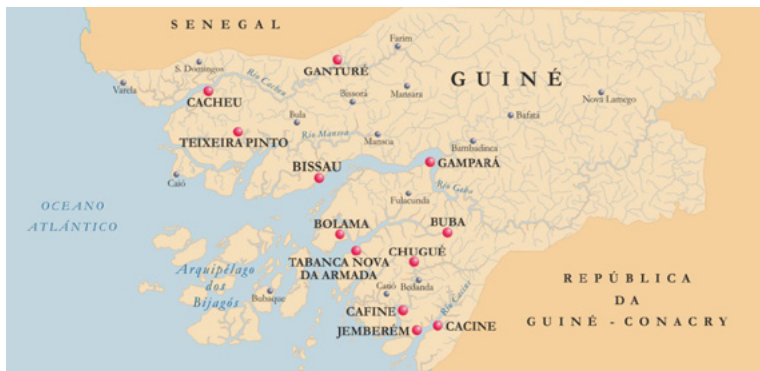 SENEGAL
Farim
GANTURÉ
S. Domingos
Varela
Rio Cacheu
CACHEU
GUINÉ
Bissorã
Mansara
Nova Lamego
Bula
Bafatá
TEIXEIRA PINTO
Rio Mansoa
Mansca
Bambadinca
BISSAU
GAMPARÁ
Caió
Rio Geba
Fulacunda
OCEANO
ATLÂNTICO
BOLAMA
BUBA
CHUGUÉ
TABANCA NOVA
DA ARMADA
Arquipélago
dos
Bijagós
Bubaque
Catió
Bedanda
Rio Cacine
REPÚBLICA
DA
GUINÉ - CONACRY
CAFINE
JEMBERÉM
CACINE